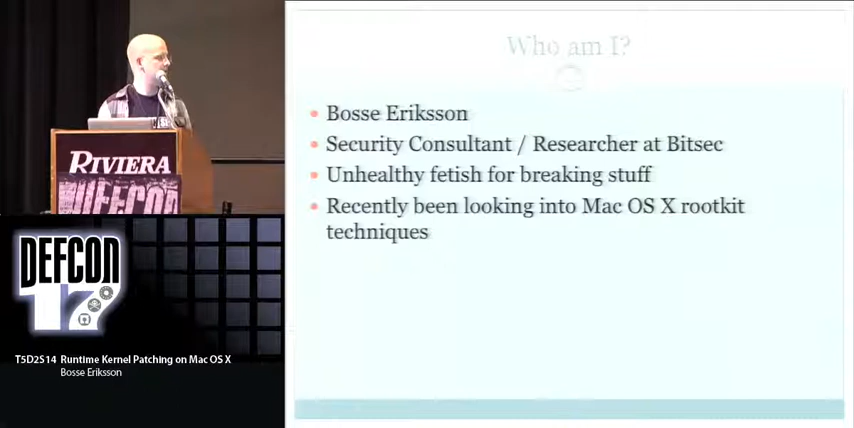 RIVIERA
DEFCON
DEFCON
17
T5D2S14 Runtime Kernel Patching on Mac OS X
Bosse Eriksson
Who am I?
• Bosse Eriksson
• Security Consultant / Researcher at Bitsec
• Unhealthy fetish for breaking stuff
• Recently been looking into Mac OS X rootkit
techniques